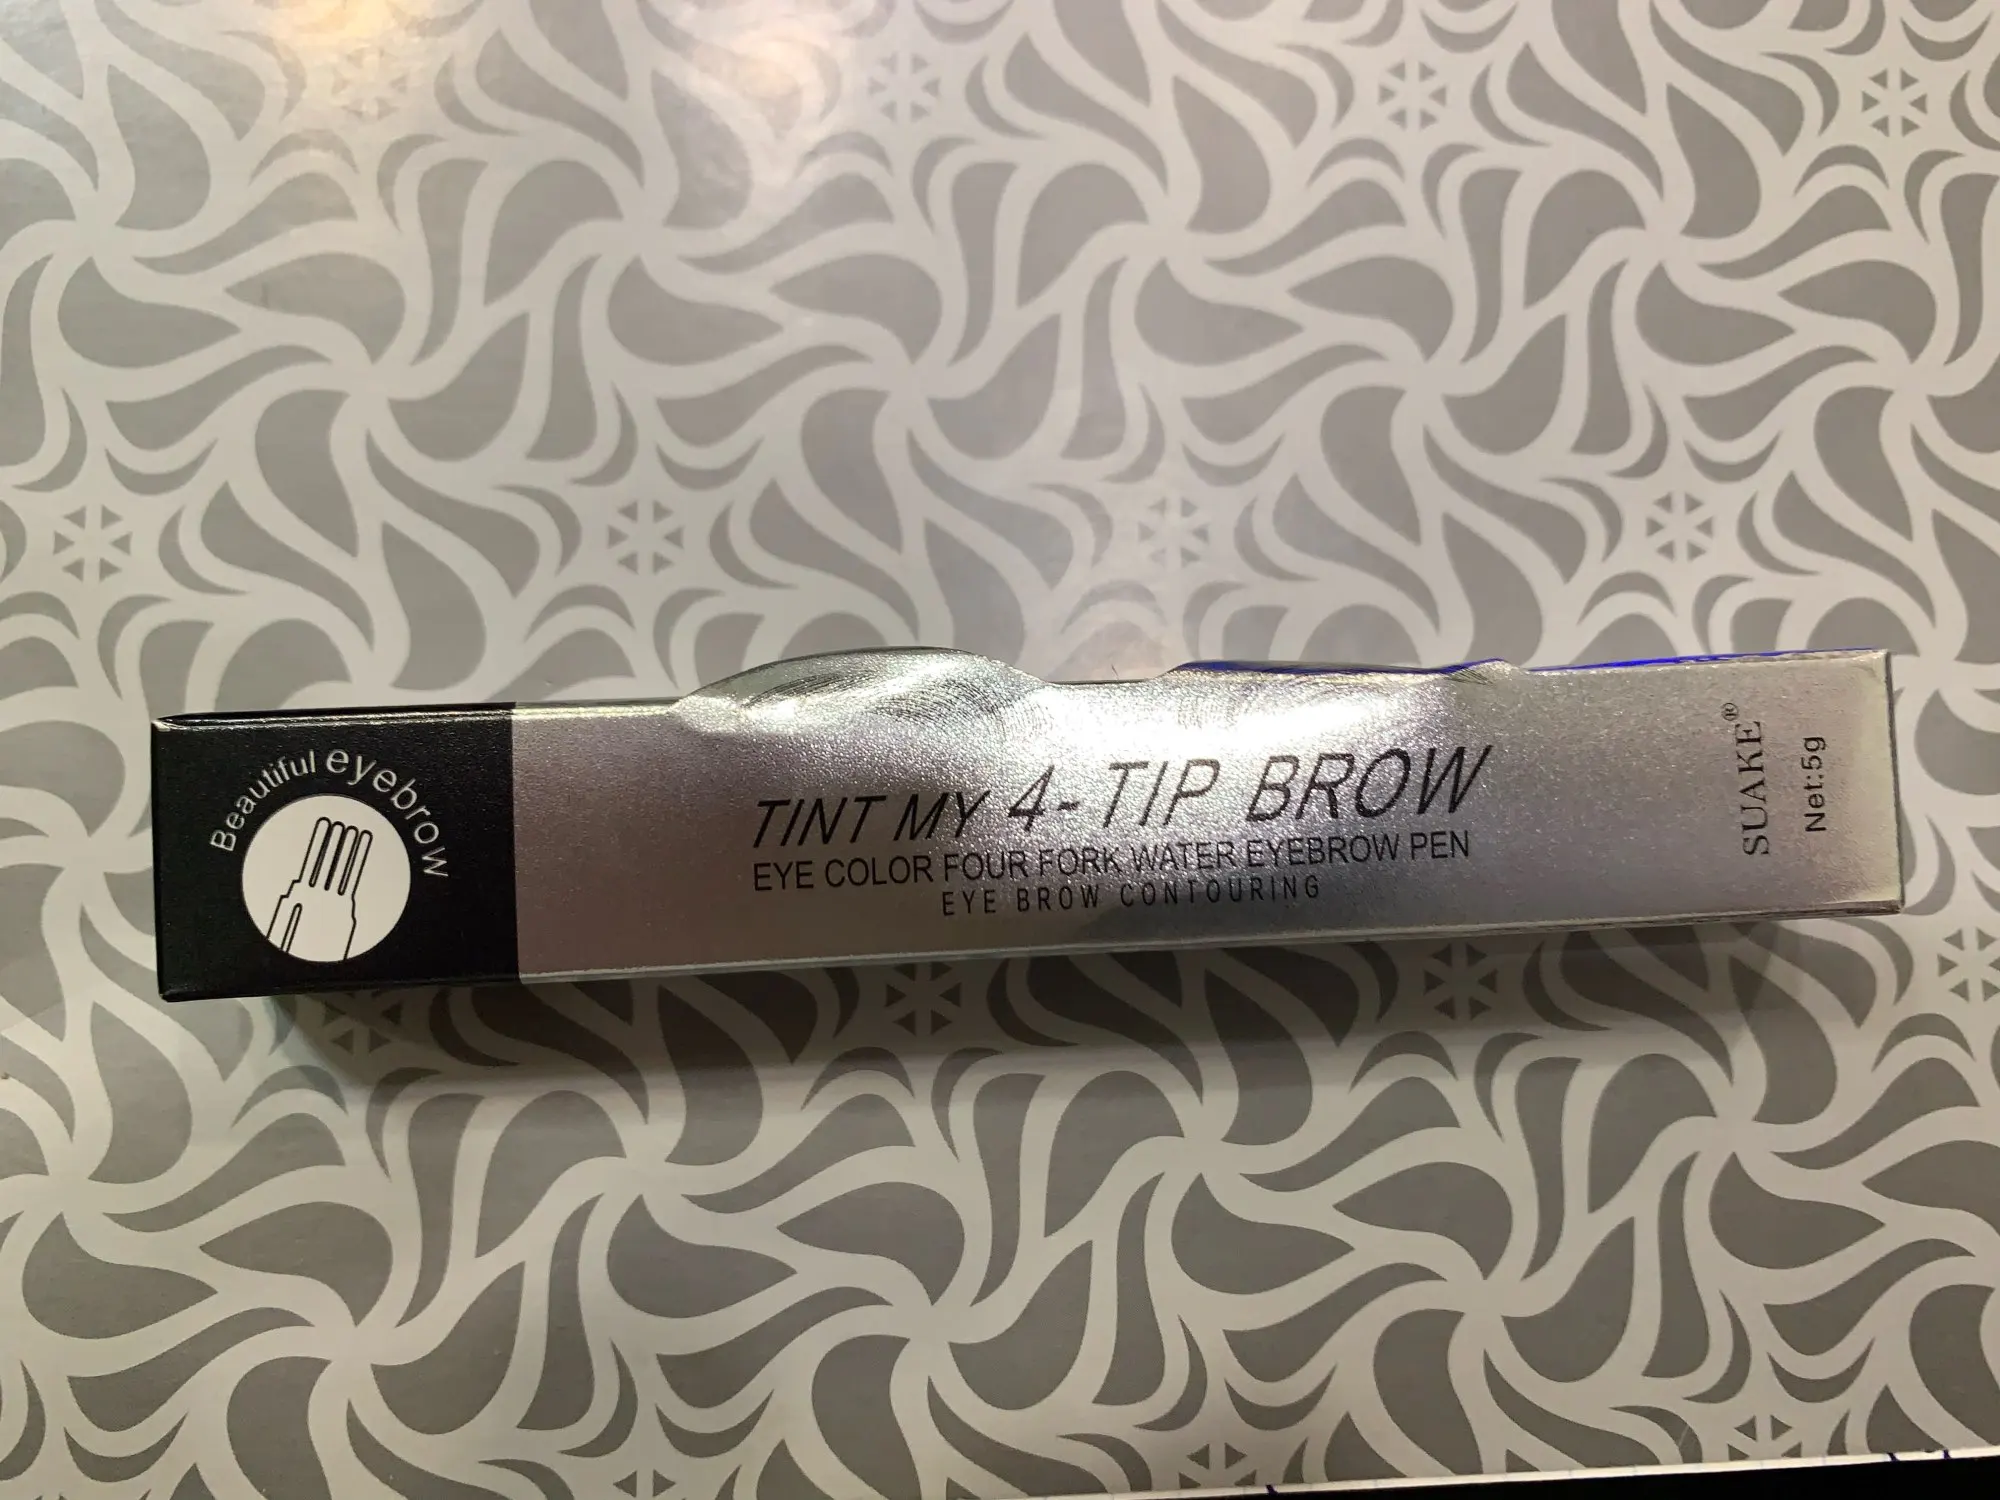 Beautiful eyebrow
TINT MY 4-TIP BROW
EYE COLOR FOUR FORK WATER EYEBROW PEN
EYE BROW CONTOURING
SUAKE®
Net:5g